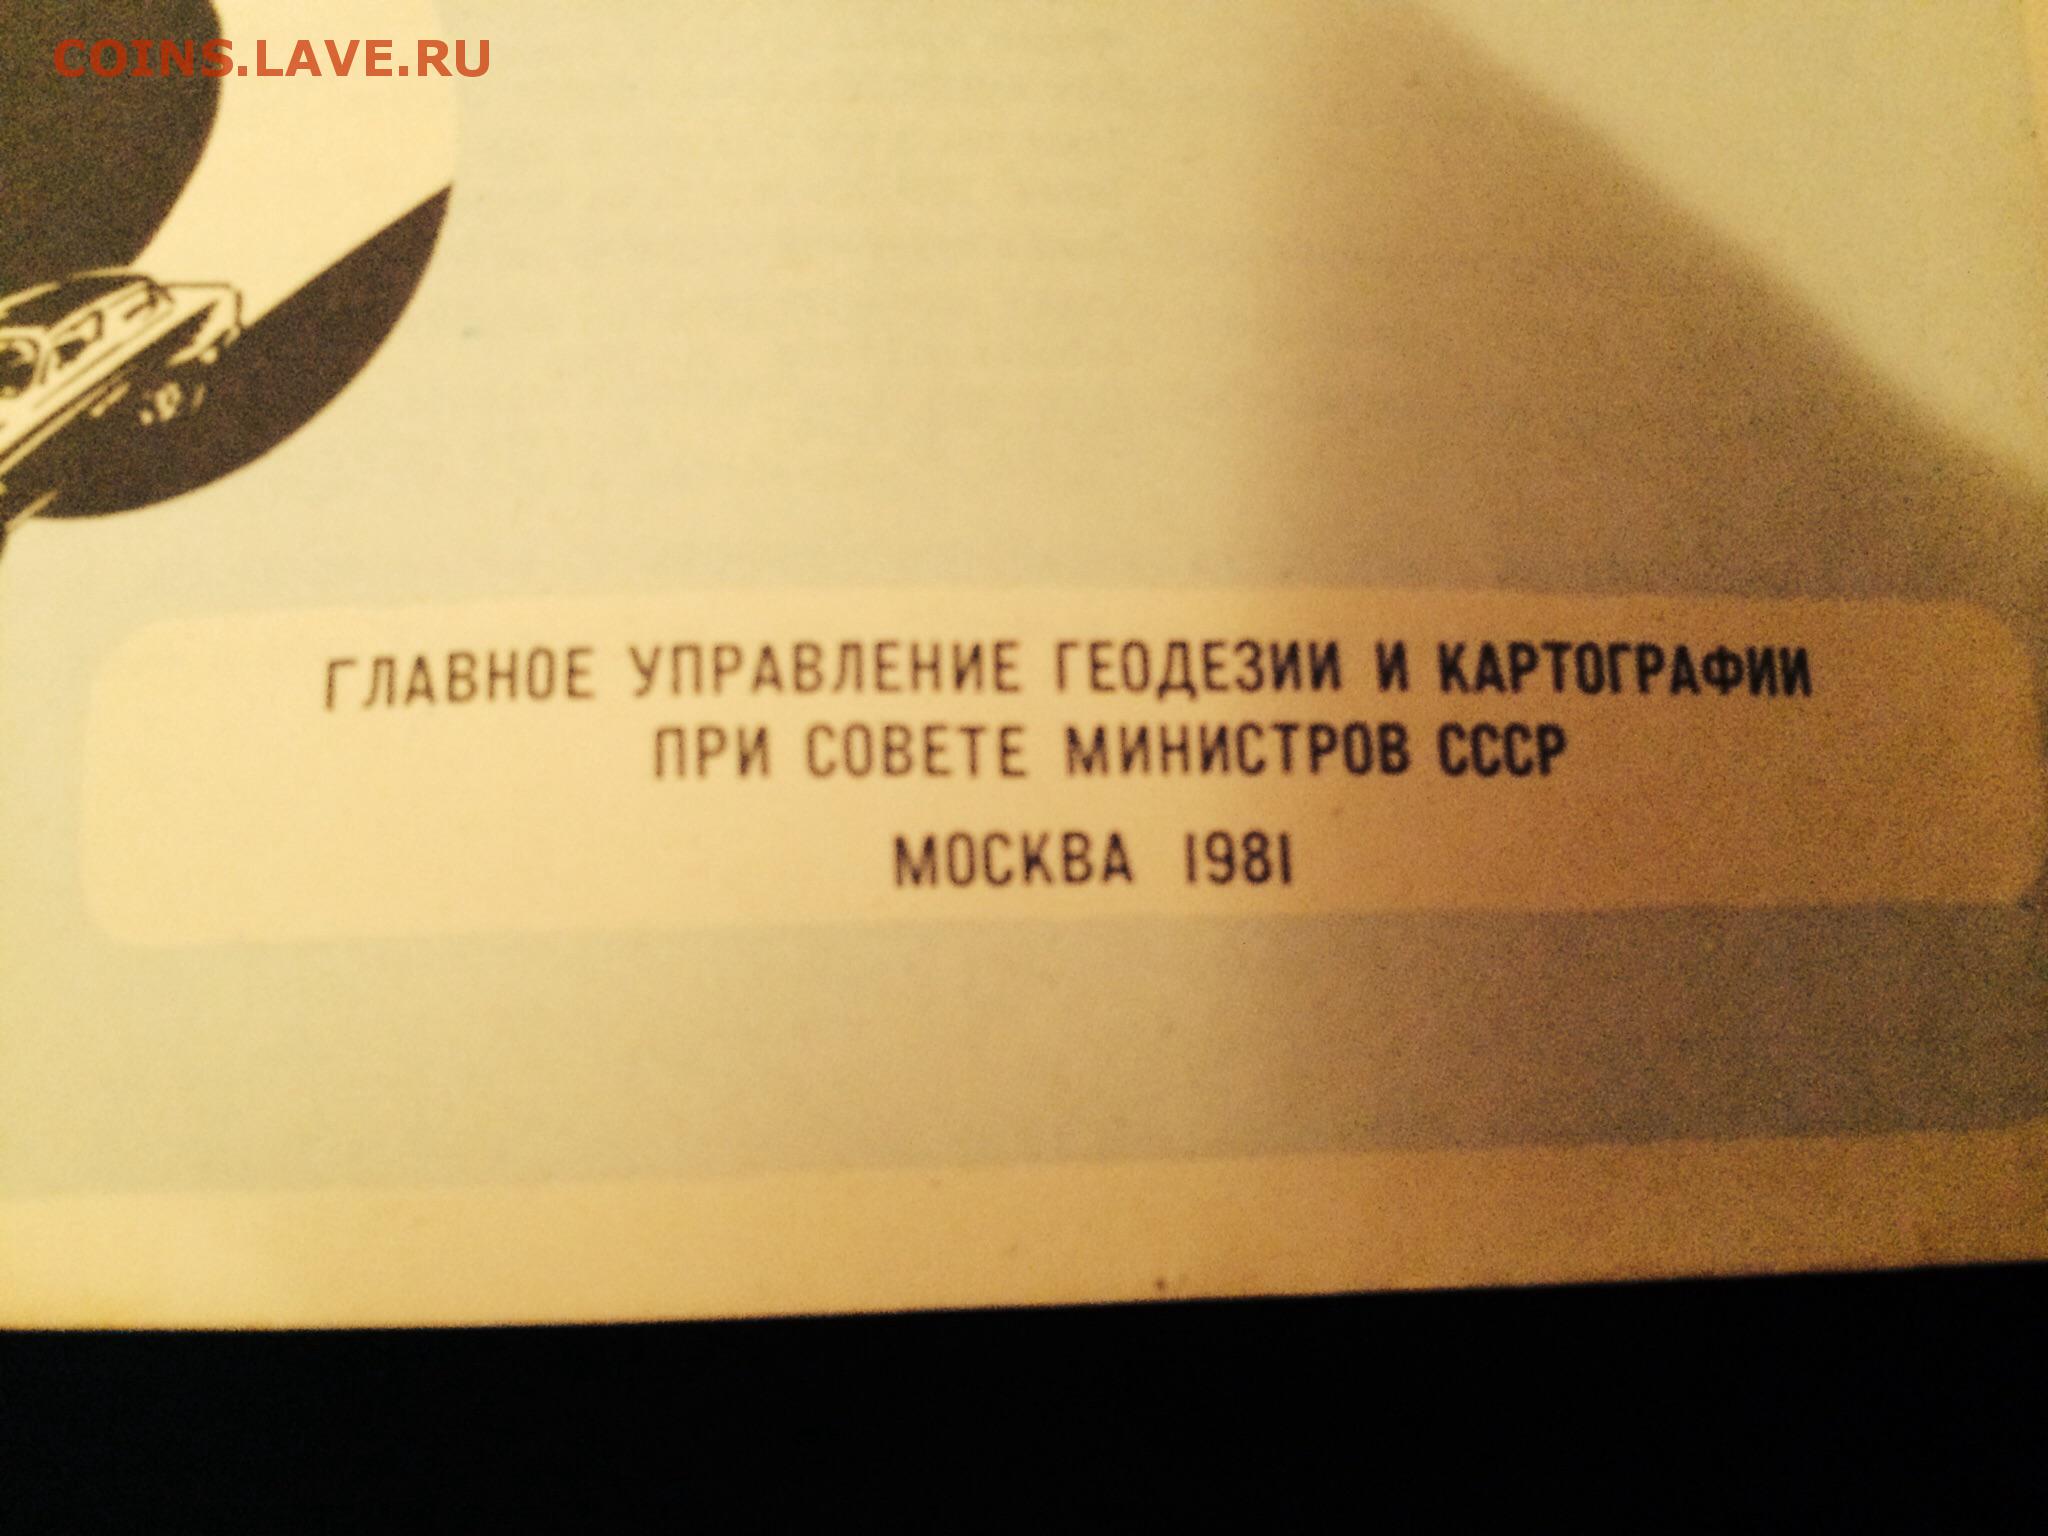 COINS.LAVE.RU
ГЛАВНОЕ УПРАВЛЕНИЕ ГЕОДЕЗИИ И КАРТОГРАФИИ
ПРИ СОВЕТЕ МИНИСТРОВ СССР
МОСКВА 1981